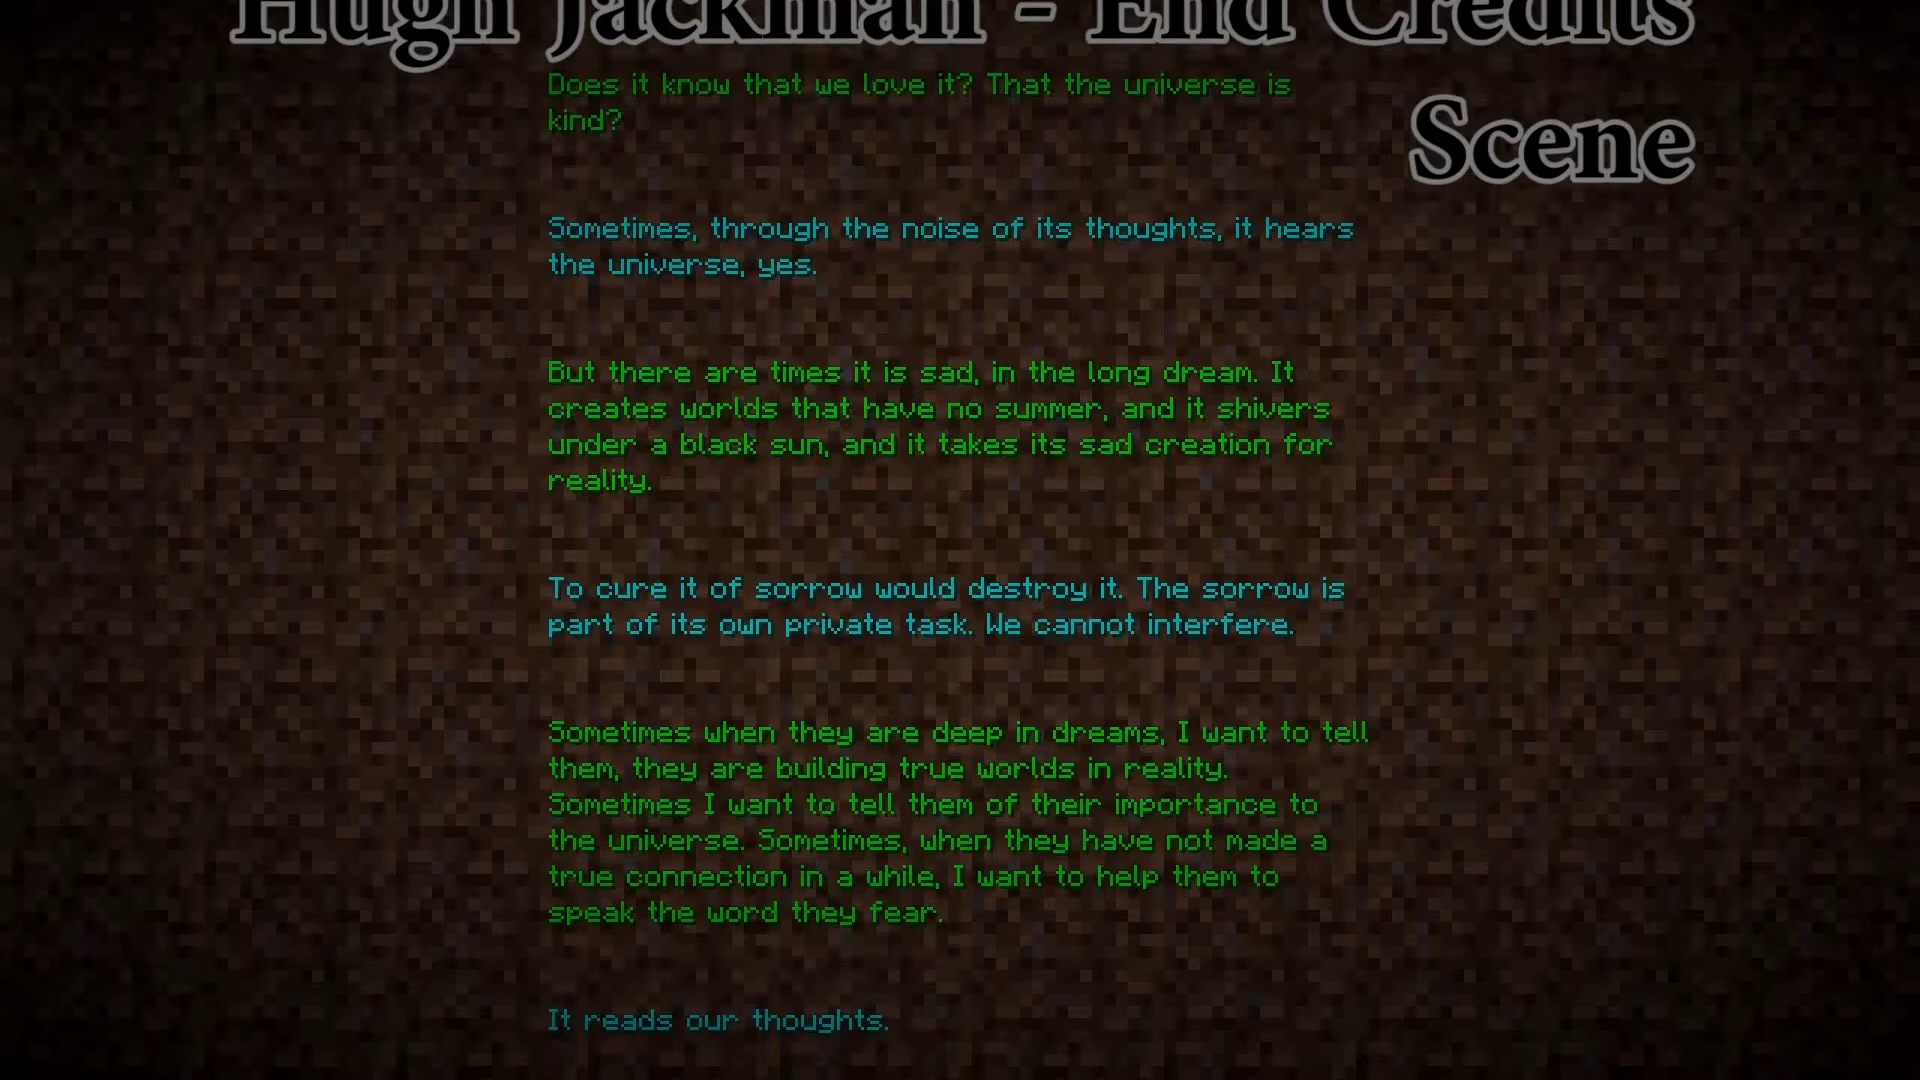 Hugh Jackman - End Credits
Scene
Does it know that we love it? That the universe is
kind?
Sometimes, through the noise of its thoughts, it hears
the universe, yes.
But there are times it is sad, in the long dream. It
creates worlds that have no summer, and it shivers
under a black sun, and it takes its sad creation for
reality.
To cure it of sorrow would destroy it. The sorrow is
part of its own private task. We cannot interfere.
Sometimes when they are deep in dreams, I want to tell
them, they are building true worlds in reality.
Sometimes I want to tell them of their importance to
the universe. Sometimes, when they have not made a
true connection in a while, I want to help them to
speak the word they fear.
It reads our thoughts.